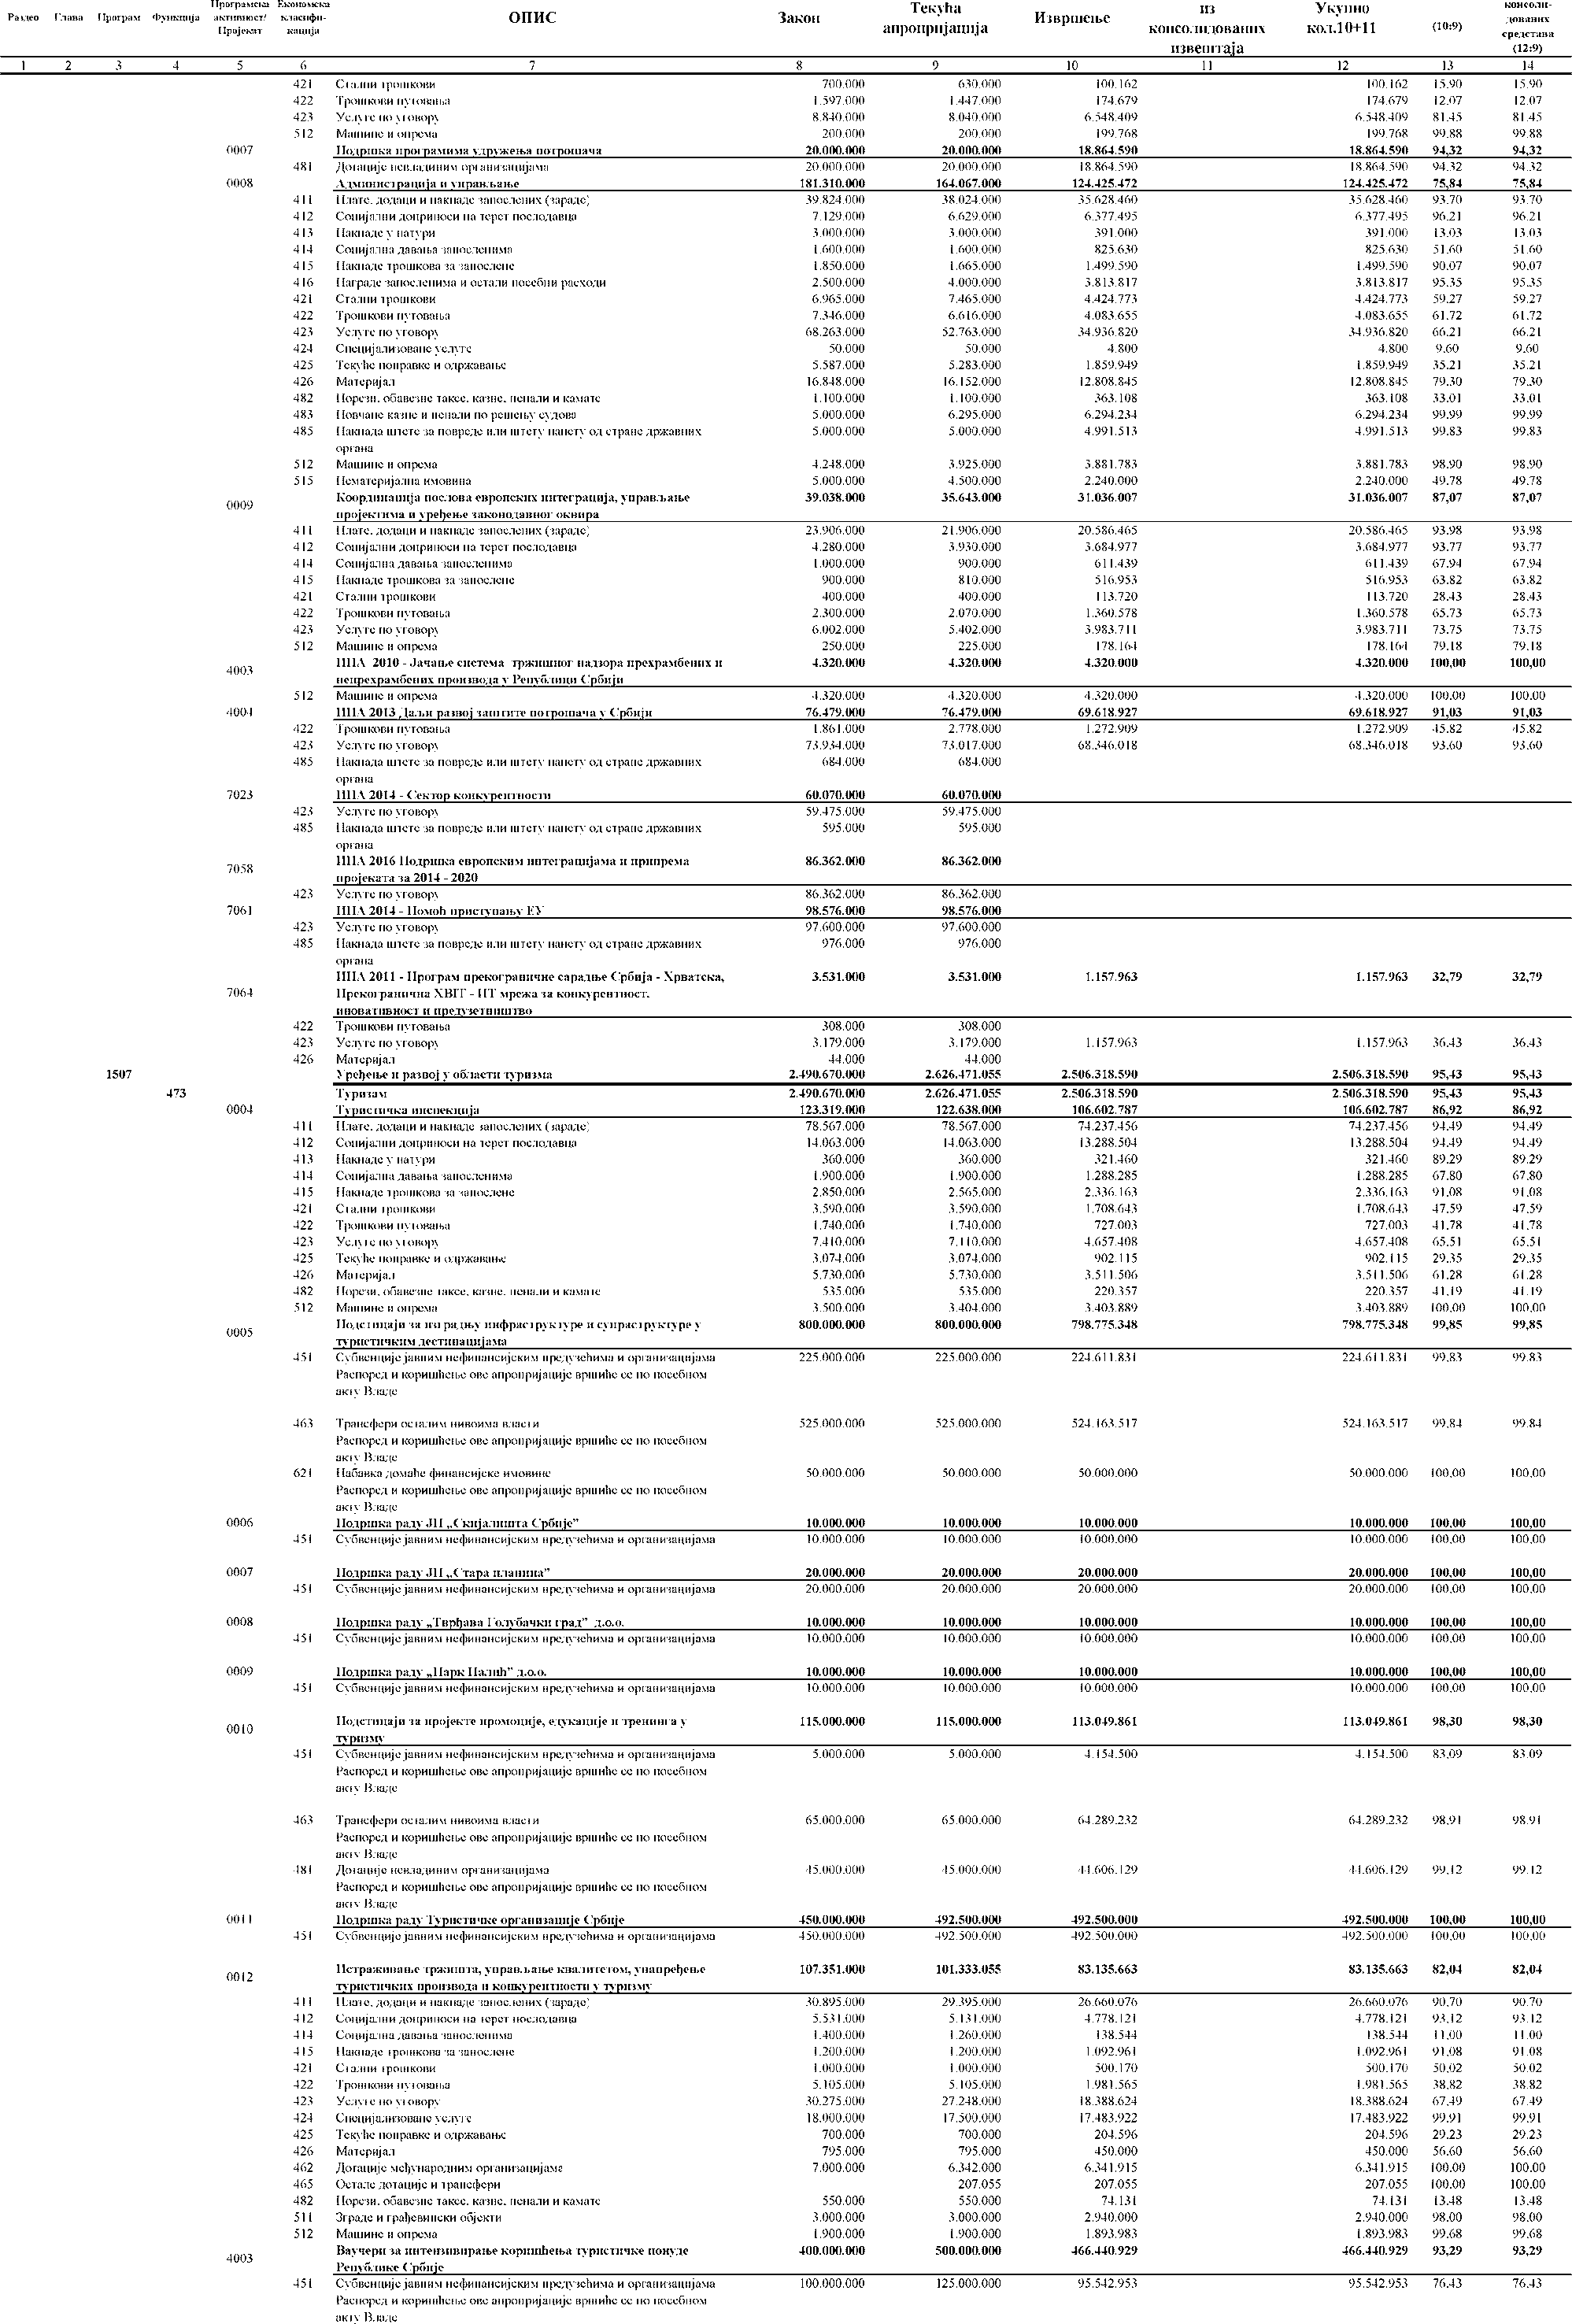 Раздео Глава Програм Функција Програмска активност/ Пројекат Економска класифи- кација ОПИС Закон Текућа апропријација Извршење из консолидованих извештаја Укупно кол.10+11 (10:9) консоли- дованих средстава (12:9)
1 2 3 4 5 6 7 8 9 10 11 12 13 14
421 Стални трошкови 700.000 630.000 100.162 100.162 15,90 15,90
422 Трошкови путовања 1.597.000 1.447.000 174.679 174.679 12,07 12,07
423 Услуге по уговору 8.840.000 8.040.000 6.548.409 6.548.409 81,45 81,45
512 Машине и опрема 200.000 200.000 199.768 199.768 99,88 99,88
0007 Подршка програмима удружења потрошача 20.000.000 20.000.000 18.864.590 18.864.590 94,32 94,32
481 Дотације невладиним организацијама 20.000.000 20.000.000 18.864.590 18.864.590 94,32 94,32
0008 Администрација и управљање 181.310.000 164.067.000 124.425.472 124.425.472 75,84 75,84
411 Плате, додаци и накнаде запослених (зараде) 39.824.000 38.024.000 35.628.460 35.628.460 93,70 93,70
412 Социјални доприноси на терет послодавца 7.129.000 6.629.000 6.377.495 6.377.495 96,21 96,21
413 Накнаде у натури 3.000.000 3.000.000 391.000 391.000 13,03 13,03
414 Социјална давања запосленима 1.600.000 1.600.000 825.630 825.630 51,60 51,60
415 Накнаде трошкова за запослене 1.850.000 1.665.000 1.499.590 1.499.590 90,07 90,07
416 Награде запосленима и остали посебни расходи 2.500.000 4.000.000 3.813.817 3.813.817 95,35 95,35
421 Стални трошкови 6.965.000 7.465.000 4.424.773 4.424.773 59,27 59,27
422 Трошкови путовања 7.346.000 6.616.000 4.083.655 4.083.655 61,72 61,72
423 Услуге по уговору 68.263.000 52.763.000 34.936.820 34.936.820 66,21 66,21
424 Специјализоване услуге 50.000 50.000 4.800 4.800 9,60 9,60
425 Текуће поправке и одржавање 5.587.000 5.283.000 1.859.949 1.859.949 35,21 35,21
426 Материјал 16.848.000 16.152.000 12.808.845 12.808.845 79,30 79,30
482 Порези, обавезне таксе, казне, пенали и камате 1.100.000 1.100.000 363.108 363.108 33,01 33,01
483 Новчане казне и пенали по решењу судова 5.000.000 6.295.000 6.294.234 6.294.234 99,99 99,99
485 Накнада штете за повреде или штету нанету од стране државних 5.000.000 5.000.000 4.991.513 4.991.513 99,83 99,83
органа
512 Машине и опрема 4.248.000 3.925.000 3.881.783 3.881.783 98,90 98,90
515 Нематеријална имовина 5.000.000 4.500.000 2.240.000 2.240.000 49,78 49,78
0009 Координација послова европских интеграција, управљање 39.038.000 35.643.000 31.036.007 31.036.007 87,07 87,07
пројектима и уређење законодавног оквира
411 Плате, додаци и накнаде запослених (зараде) 23.906.000 21.906.000 20.586.465 20.586.465 93,98 93,98
412 Социјални доприноси на терет послодавца 4.280.000 3.930.000 3.684.977 3.684.977 93,77 93,77
414 Социјална давања запосленима 1.000.000 900.000 611.439 611.439 67,94 67,94
415 Накнаде трошкова за запослене 900.000 810.000 516.953 516.953 63,82 63,82
421 Стални трошкови 400.000 400.000 113.720 113.720 28,43 28,43
422 Трошкови путовања 2.300.000 2.070.000 1.360.578 1.360.578 65,73 65,73
423 Услуге по уговору 6.002.000 5.402.000 3.983.711 3.983.711 73,75 73,75
512 Машине и опрема 250.000 225.000 178.164 178.164 79,18 79,18
4003 ИПА 2010 - Јачање система тржишног надзора прехрамбених и 4.320.000 4.320.000 4.320.000 4.320.000 100,00 100,00
непрехрамбених производа у Републици Србији
512 Машине и опрема 4.320.000 4.320.000 4.320.000 4.320.000 100,00 100,00
4004 ИПА 2013 Даљи развој заштите потрошача у Србији 76.479.000 76.479.000 69.618.927 69.618.927 91,03 91,03
422 Трошкови путовања 1.861.000 2.778.000 1.272.909 1.272.909 45,82 45,82
423 Услуге по уговору 73.934.000 73.017.000 68.346.018 68.346.018 93,60 93,60
485 Накнада штете за повреде или штету нанету од стране државних 684.000 684.000
органа
7023 ИПА 2014 - Сектор конкурентности 60.070.000 60.070.000
423 Услуге по уговору 59.475.000 59.475.000
485 Накнада штете за повреде или штету нанету од стране државних 595.000 595.000
органа
7058 ИПА 2016 Подршка европским интеграцијама и припрема 86.362.000 86.362.000
пројеката за 2014 - 2020
423 Услуге по уговору 86.362.000 86.362.000
7061 ИПА 2014 - Помоћ приступању ЕУ 98.576.000 98.576.000
423 Услуге по уговору 97.600.000 97.600.000
485 Накнада штете за повреде или штету нанету од стране државних 976.000 976.000
органа
7064 ИПА 2011 - Програм прекограничне сарадње Србија - Хрватска, 3.531.000 3.531.000 1.157.963 1.157.963 32,79 32,79
Прекогранична ХВИТ - ИТ мрежа за конкурентност,
иновативност и предузетништво
422 Трошкови путовања 308.000 308.000
423 Услуге по уговору 3.179.000 3.179.000 1.157.963 1.157.963 36,43 36,43
426 Материјал 44.000 44.000
1507 Уређење и развој у области туризма 2.490.670.000 2.626.471.055 2.506.318.590 2.506.318.590 95,43 95,43
473 Туризам 2.490.670.000 2.626.471.055 2.506.318.590 2.506.318.590 95,43 95,43
0004 Туристичка инспекција 123.319.000 122.638.000 106.602.787 106.602.787 86,92 86,92
411 Плате, додаци и накнаде запослених (зараде) 78.567.000 78.567.000 74.237.456 74.237.456 94,49 94,49
412 Социјални доприноси на терет послодавца 14.063.000 14.063.000 13.288.504 13.288.504 94,49 94,49
413 Накнаде у натури 360.000 360.000 321.460 321.460 89,29 89,29
414 Социјална давања запосленима 1.900.000 1.900.000 1.288.285 1.288.285 67,80 67,80
415 Накнаде трошкова за запослене 2.850.000 2.565.000 2.336.163 2.336.163 91,08 91,08
421 Стални трошкови 3.590.000 3.590.000 1.708.643 1.708.643 47,59 47,59
422 Трошкови путовања 1.740.000 1.740.000 727.003 727.003 41,78 41,78
423 Услуге по уговору 7.410.000 7.110.000 4.657.408 4.657.408 65,51 65,51
425 Текуће поправке и одржавање 3.074.000 3.074.000 902.115 902.115 29,35 29,35
426 Материјал 5.730.000 5.730.000 3.511.506 3.511.506 61,28 61,28
482 Порези, обавезне таксе, казне, пенали и камате 535.000 535.000 220.357 220.357 41,19 41,19
512 Машине и опрема 3.500.000 3.404.000 3.403.889 3.403.889 100,00 100,00
0005 Подстицаји за изградњу инфраструктуре и супраструктуре у 800.000.000 800.000.000 798.775.348 798.775.348 99,85 99,85
туристичким дестинацијама
451 Субвенције јавним нефинансијским предузећима и организацијама 225.000.000 225.000.000 224.611.831 224.611.831 99,83 99,83
Распоред и коришћење ове апропријације вршиће се по посебном
акту Владе
463 Трансфери осталим нивоима власти 525.000.000 525.000.000 524.163.517 524.163.517 99,84 99,84
Распоред и коришћење ове апропријације вршиће се по посебном
акту Владе
621 Набавка домаће финансијске имовине 50.000.000 50.000.000 50.000.000 50.000.000 100,00 100,00
Распоред и коришћење ове апропријације вршиће се по посебном
акту Владе
0006 Подршка раду ЈП „Скијалишта Србије” 10.000.000 10.000.000 10.000.000 10.000.000 100,00 100,00
451 Субвенције јавним нефинансијским предузећима и организацијама 10.000.000 10.000.000 10.000.000 10.000.000 100,00 100,00
0007 Подршка раду ЈП „Стара планина” 20.000.000 20.000.000 20.000.000 20.000.000 100,00 100,00
451 Субвенције јавним нефинансијским предузећима и организацијама 20.000.000 20.000.000 20.000.000 20.000.000 100,00 100,00
0008 Подршка раду „Тврђава Голубачки град” д.о.о. 10.000.000 10.000.000 10.000.000 10.000.000 100,00 100,00
451 Субвенције јавним нефинансијским предузећима и организацијама 10.000.000 10.000.000 10.000.000 10.000.000 100,00 100,00
0009 Подршка раду „Парк Палић” д.о.о. 10.000.000 10.000.000 10.000.000 10.000.000 100,00 100,00
451 Субвенције јавним нефинансијским предузећима и организацијама 10.000.000 10.000.000 10.000.000 10.000.000 100,00 100,00
0010 Подстицаји за пројекте промоције, едукације и тренинга у 115.000.000 115.000.000 113.049.861 113.049.861 98,30 98,30
туризму
451 Субвенције јавним нефинансијским предузећима и организацијама 5.000.000 5.000.000 4.154.500 4.154.500 83,09 83,09
Распоред и коришћење ове апропријације вршиће се по посебном
акту Владе
463 Трансфери осталим нивоима власти 65.000.000 65.000.000 64.289.232 64.289.232 98,91 98,91
Распоред и коришћење ове апропријације вршиће се по посебном
акту Владе
481 Дотације невладиним организацијама 45.000.000 45.000.000 44.606.129 44.606.129 99,12 99,12
Распоред и коришћење ове апропријације вршиће се по посебном
акту Владе
0011 Подршка раду Туристичке организације Србије 450.000.000 492.500.000 492.500.000 492.500.000 100,00 100,00
451 Субвенције јавним нефинансијским предузећима и организацијама 450.000.000 492.500.000 492.500.000 492.500.000 100,00 100,00
0012 Истраживање тржишта, управљање квалитетом, унапређење 107.351.000 101.333.055 83.135.663 83.135.663 82,04 82,04
туристичких производа и конкурентности у туризму
411 Плате, додаци и накнаде запослених (зараде) 30.895.000 29.395.000 26.660.076 26.660.076 90,70 90,70
412 Социјални доприноси на терет послодавца 5.531.000 5.131.000 4.778.121 4.778.121 93,12 93,12
414 Социјална давања запосленима 1.400.000 1.260.000 138.544 138.544 11,00 11,00
415 Накнаде трошкова за запослене 1.200.000 1.200.000 1.092.961 1.092.961 91,08 91,08
421 Стални трошкови 1.000.000 1.000.000 500.170 500.170 50,02 50,02
422 Трошкови путовања 5.105.000 5.105.000 1.981.565 1.981.565 38,82 38,82
423 Услуге по уговору 30.275.000 27.248.000 18.388.624 18.388.624 67,49 67,49
424 Специјализоване услуге 18.000.000 17.500.000 17.483.922 17.483.922 99,91 99,91
425 Текуће поправке и одржавање 700.000 700.000 204.596 204.596 29,23 29,23
426 Материјал 795.000 795.000 450.000 450.000 56,60 56,60
462 Дотације међународним организацијама 7.000.000 6.342.000 6.341.915 6.341.915 100,00 100,00
465 Остале дотације и трансфери 207.055 207.055 207.055 100,00 100,00
482 Порези, обавезне таксе, казне, пенали и камате 550.000 550.000 74.131 74.131 13,48 13,48
511 Зграде и грађевински објекти 3.000.000 3.000.000 2.940.000 2.940.000 98,00 98,00
512 Машине и опрема 1.900.000 1.900.000 1.893.983 1.893.983 99,68 99,68
4003 Ваучери за интензивирање коришћења туристичке понуде 400.000.000 500.000.000 466.440.929 466.440.929 93,29 93,29
Републике Србије
451 Субвенције јавним нефинансијским предузећима и организацијама 100.000.000 125.000.000 95.542.953 95.542.953 76,43 76,43
Распоред и коришћење ове апропријације вршиће се по посебном
акту Владе